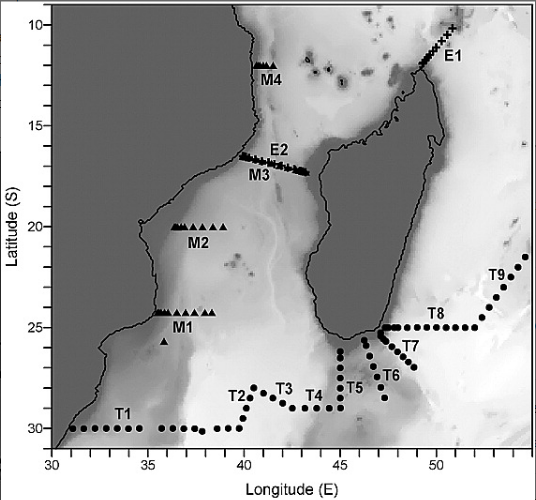 10
E1
M4
15
E2
M3
Latitude (S)
20
M2
T9
25
M1
T8
T7
T5
T6
T2
T3
T4
T1
30
30
35
40
45
50
Longitude (E)